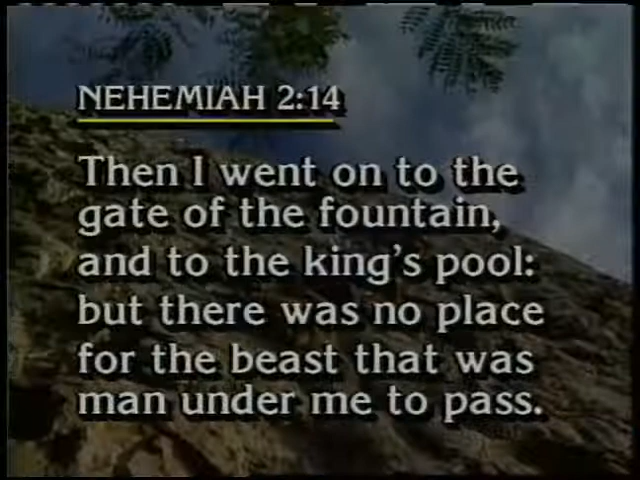 NEHEMIAH 2:14
Then I went on to the
gate of the fountain,
and to the king's pool:
but there was no place
for the beast that was
man under me to pass.